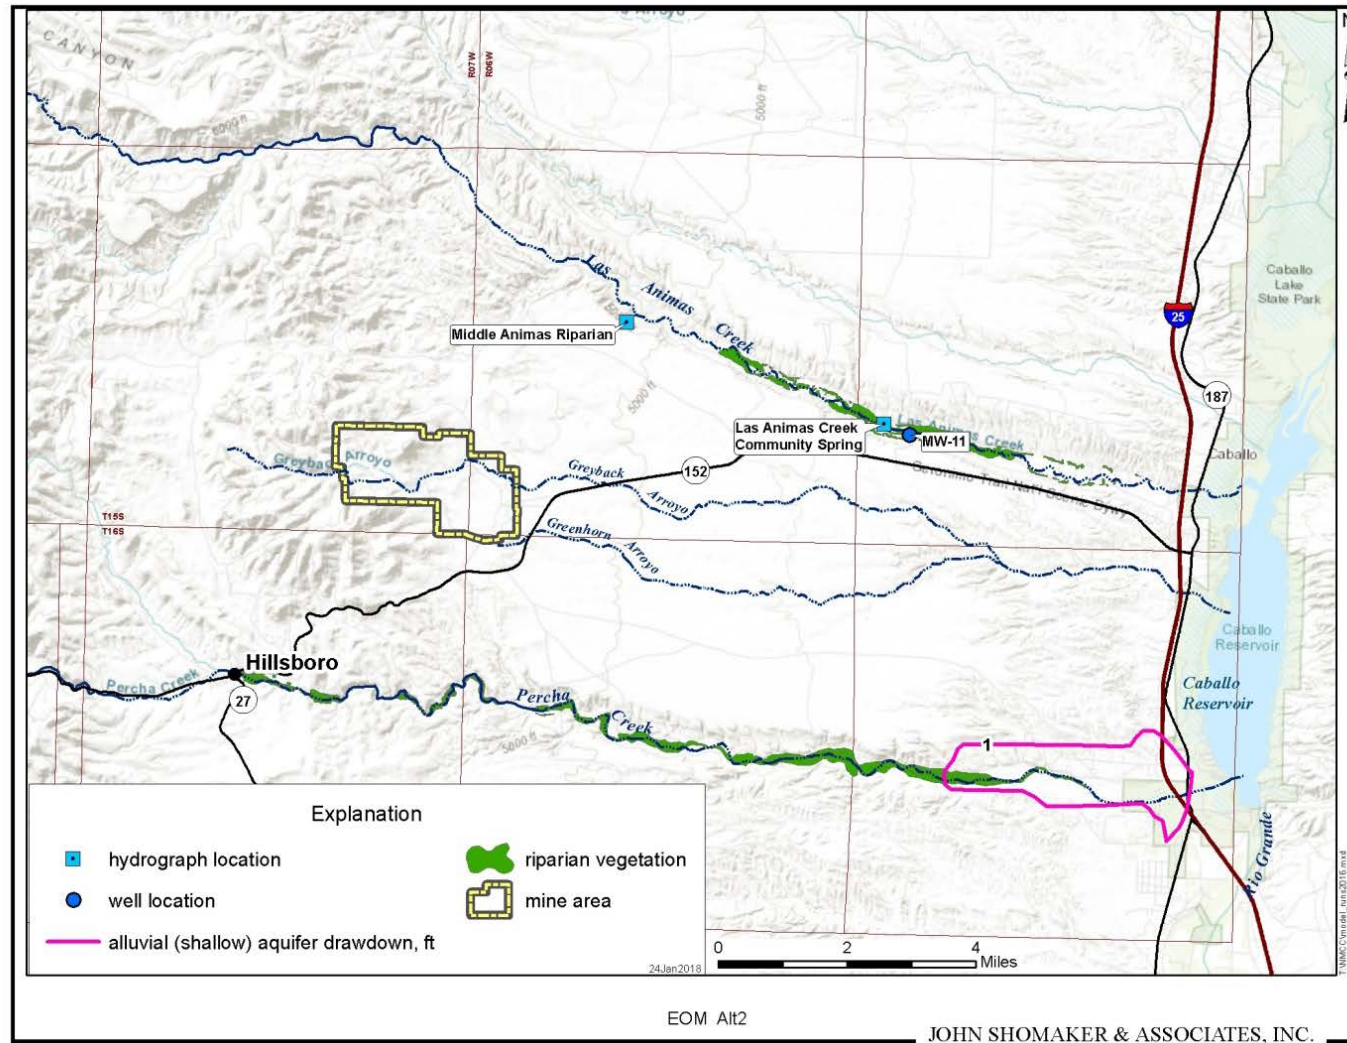 Arroyo
N
CANYON
R07W
R06W
6000 ft
5000 ft
Las
Animas
Creek
Middle Animas Riparian
5000 ft
25
Caballo
Lake
State Park
187
Las Animas Creek
Community Spring
Las Animas Creek
MW-11
Caballo
Greyback Arroyo
Greyback
Arroyo
152
T15S
T16S
Greenhorn
Arroyo
Caballo
Reservoir
Caballo
Reservoir
Hillsboro
Percha Creek
27
Percha
Creek
5000 ft
1
Rio Grande
Explanation
hydrograph location
riparian vegetation
well location
mine area
alluvial (shallow) aquifer drawdown, ft
0 2 4
Miles
24Jan2018
EOM Alt2
JOHN SHOMAKER & ASSOCIATES, INC.